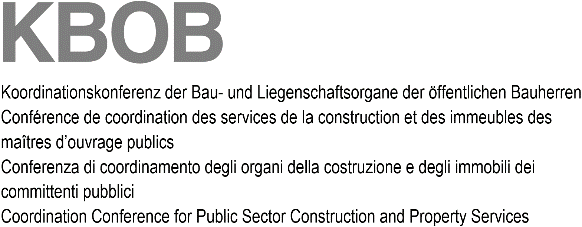 KBOB
Koordinationskonferenz der Bau- und Liegenschaftsorgane der öffentlichen Bauherren
Conférence de coordination des services de la construction et des immeubles des
maîtres d'ouvrage publics
Conferenza di coordinamento degli organi della costruzione e degli immobili dei
committenti pubblici
Coordination Conference for Public Sector Construction and Property Services